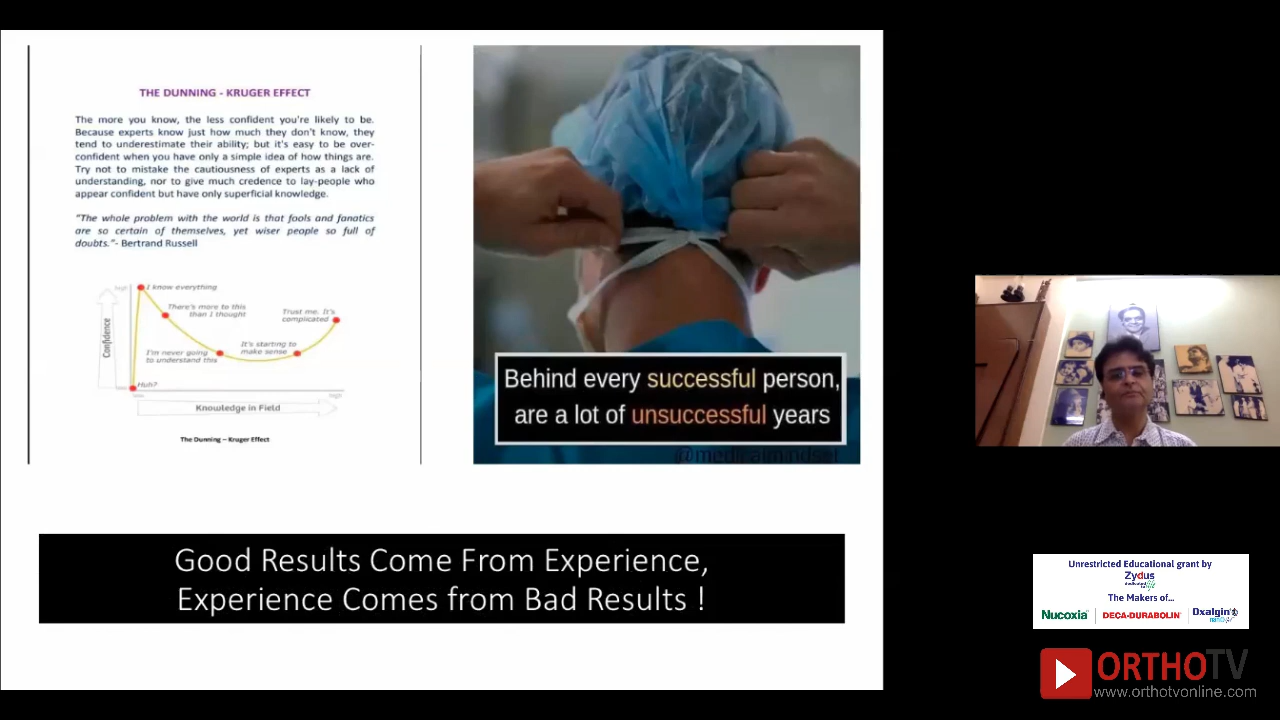 THE DUNNING - KRUGER EFFECT
The more you know, the less confident you're likely to be.
Because experts know just how much they don't know, they
tend to underestimate their ability; but it's easy to be over-
confident when you have only a simple idea of how things are.
Try not to mistake the cautiousness of experts as a lack of
understanding, nor to give much credence to lay-people who
appear confident but have only superficial knowledge.
"The whole problem with the world is that fools and fanatics
are so certain of themselves, yet wiser people so full of
doubts."- Bertrand Russell
high
I know everything
There's more to this
than I thought
Trust me. It's
complicated
Confidence
I'm never going
to understand this
It's starting to
make sense
Huh?
low
high
Knowledge in Field
The Dunning – Kruger Effect
Behind every successful person,
are a lot of unsuccessful years
@medicalmindset
Good Results Come From Experience,
Experience Comes from Bad Results !
Unrestricted Educational grant by
Zydus
dedicated to life
The Makers of...
Nucoxia
DECA-DURABOLIN
Dxalgin
ORTHOTV
www.orthotvonline.com